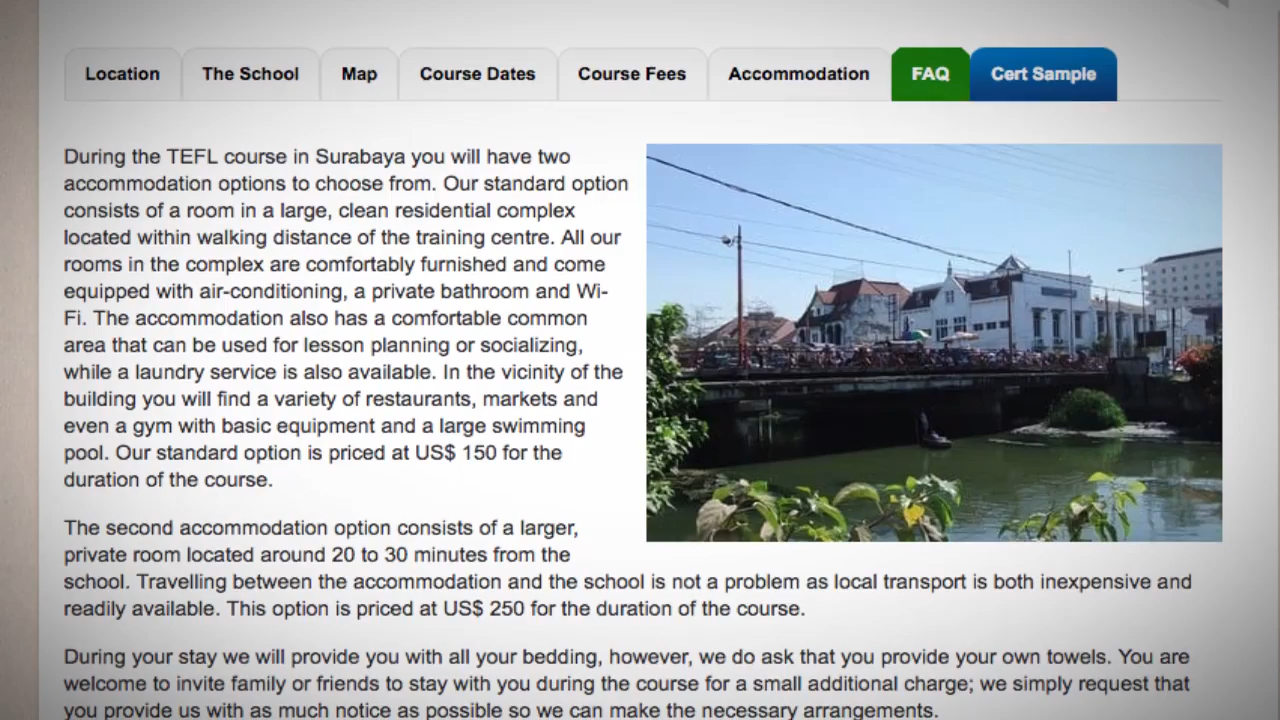 Location The School Map Course Dates Course Fees Accommodation FAQ Cert Sample
During the TEFL course in Surabaya you will have two
accommodation options to choose from. Our standard option
consists of a room in a large, clean residential complex
located within walking distance of the training centre. All our
rooms in the complex are comfortably furnished and come
equipped with air-conditioning, a private bathroom and Wi-
Fi. The accommodation also has a comfortable common
area that can be used for lesson planning or socializing,
while a laundry service is also available. In the vicinity of the
building you will find a variety of restaurants, markets and
even a gym with basic equipment and a large swimming
pool. Our standard option is priced at US$ 150 for the
duration of the course.
The second accommodation option consists of a larger,
private room located around 20 to 30 minutes from the
school. Travelling between the accommodation and the school is not a problem as local transport is both inexpensive and
readily available. This option is priced at US$ 250 for the duration of the course.
During your stay we will provide you with all your bedding, however, we do ask that you provide your own towels. You are
welcome to invite family or friends to stay with you during the course for a small additional charge; we simply request that
you provide us with as much notice as possible so we can make the necessary arrangements.